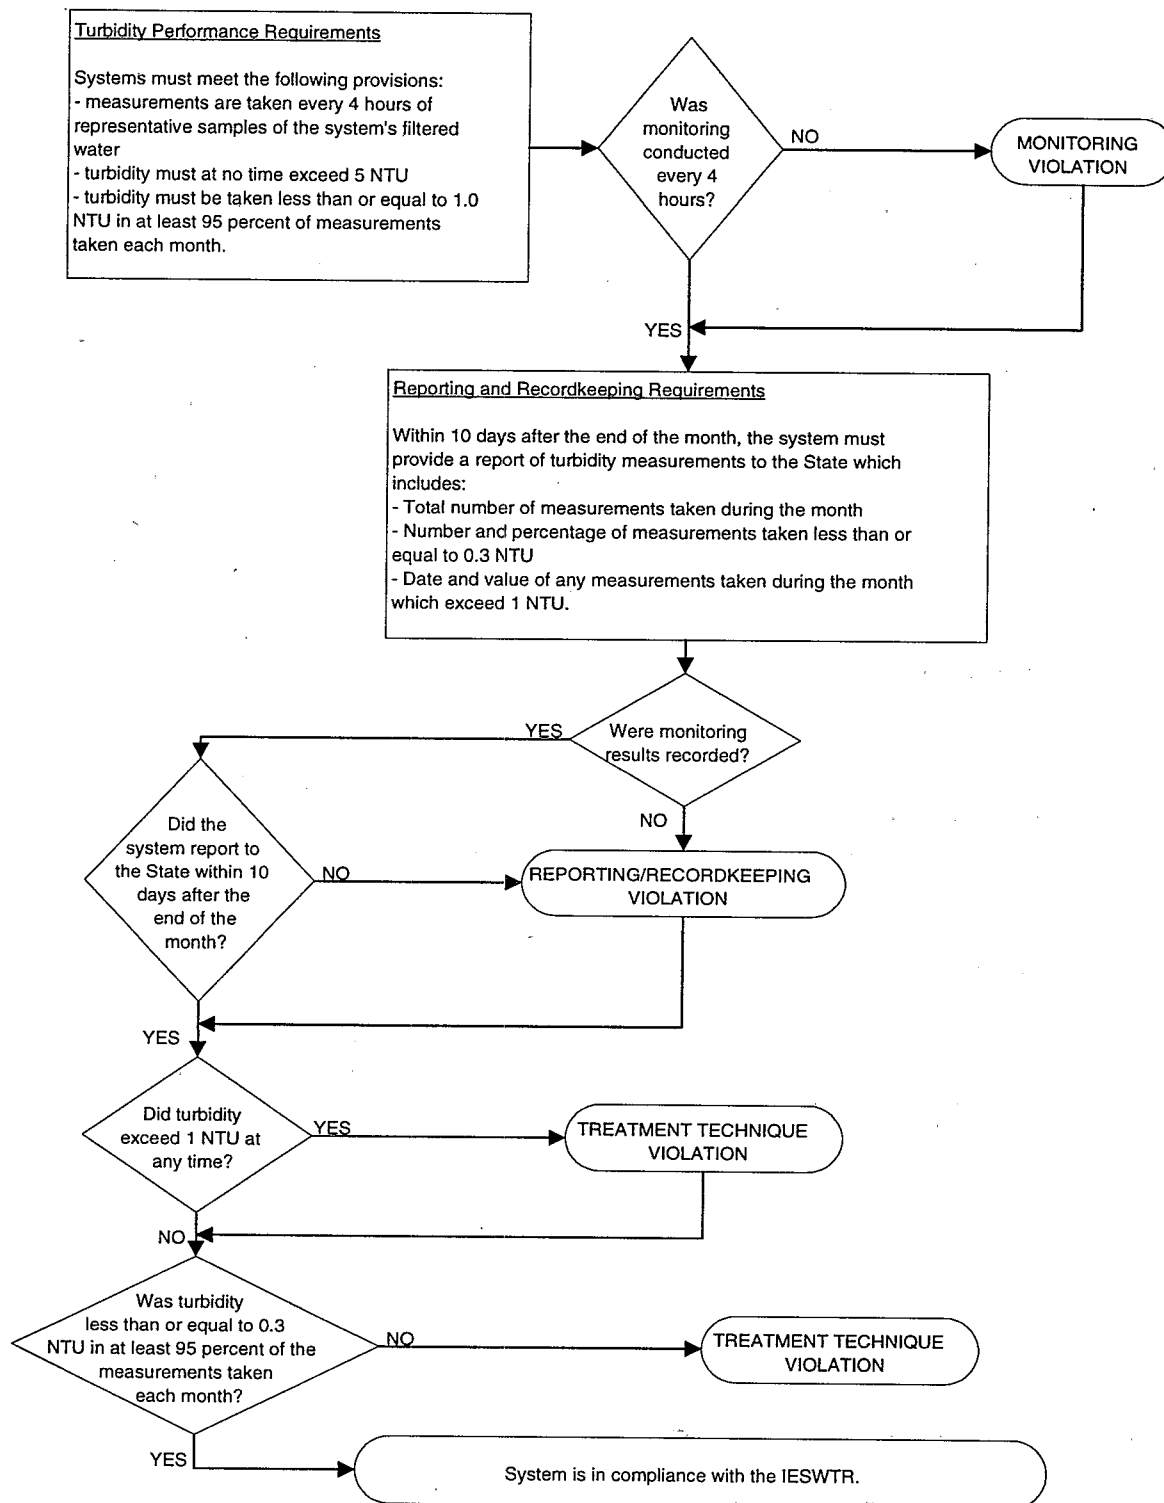 Turbidity Performance Requirements
Systems must meet the following provisions:
- measurements are taken every 4 hours of
representative samples of the system's filtered
water
- turbidity must at no time exceed 5 NTU
- turbidity must be taken less than or equal to 1.0
NTU in at least 95 percent of measurements
taken each month.
Was
monitoring
conducted
every 4
hours?
NO
MONITORING
VIOLATION
YES
Reporting and Recordkeeping Requirements
Within 10 days after the end of the month, the system must
provide a report of turbidity measurements to the State which
includes:
- Total number of measurements taken during the month
- Number and percentage of measurements taken less than or
equal to 0.3 NTU
- Date and value of any measurements taken during the month
which exceed 1 NTU.
Were monitoring
results recorded?
YES
NO
Did the
system report to
the State within 10
days after the
end of the
month?
NO
REPORTING/RECORDKEEPING
VIOLATION
YES
Did turbidity
exceed 1 NTU at
any time?
YES
TREATMENT TECHNIQUE
VIOLATION
NO
Was turbidity
less than or equal to 0.3
NTU in at least 95 percent of the
measurements taken
each month?
NO
TREATMENT TECHNIQUE
VIOLATION
YES
System is in compliance with the IESWTR.